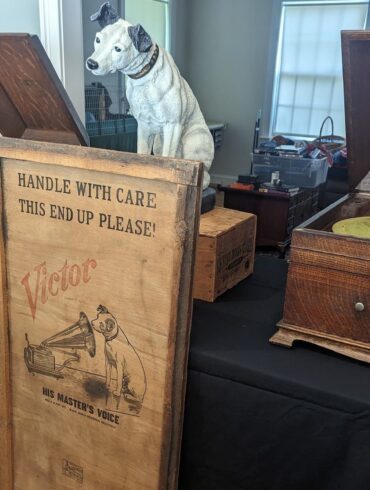 HANDLE WITH CARE
THIS END UP PLEASE!
Victor
HIS MASTER'S VOICE